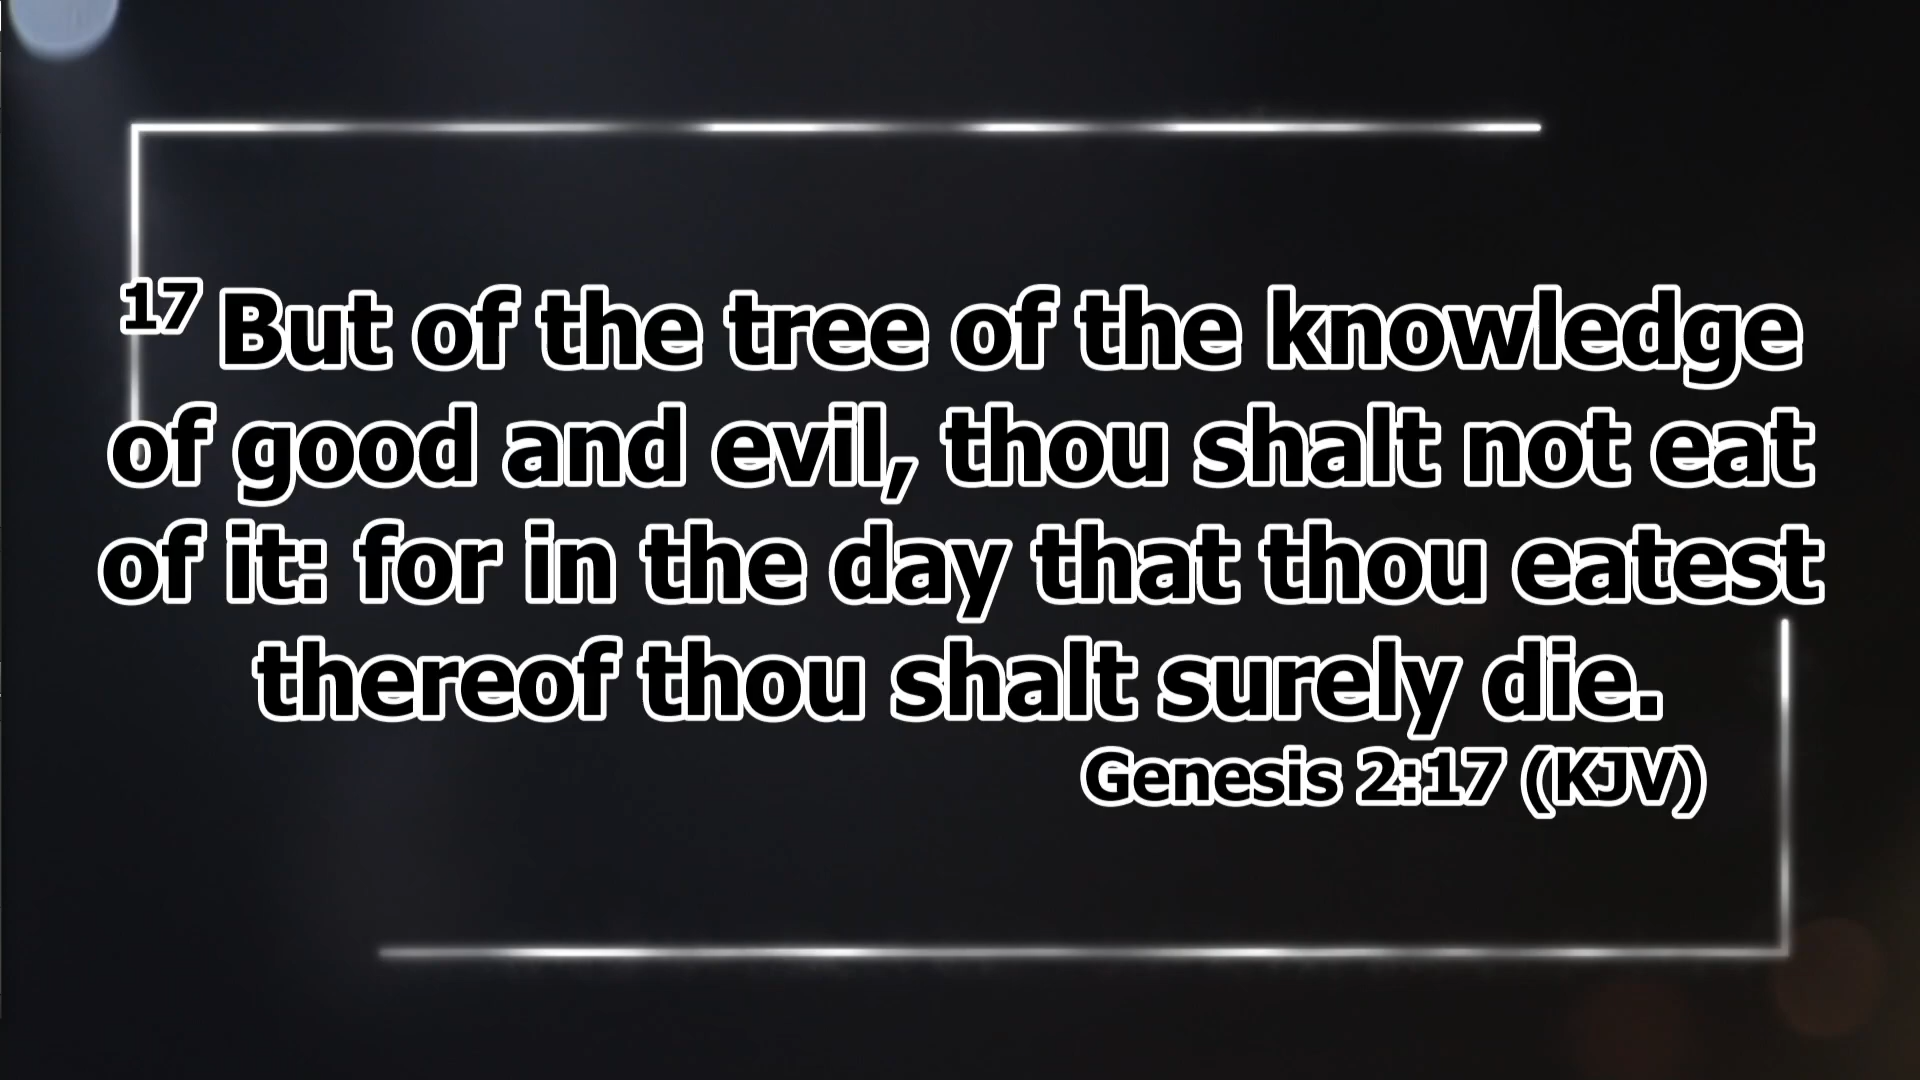 17 But of the tree of the knowledge
of good and evil, thou shalt not eat
of it: for in the day that thou eatest
thereof thou shalt surely die.
Genesis 2:17 (KJV)